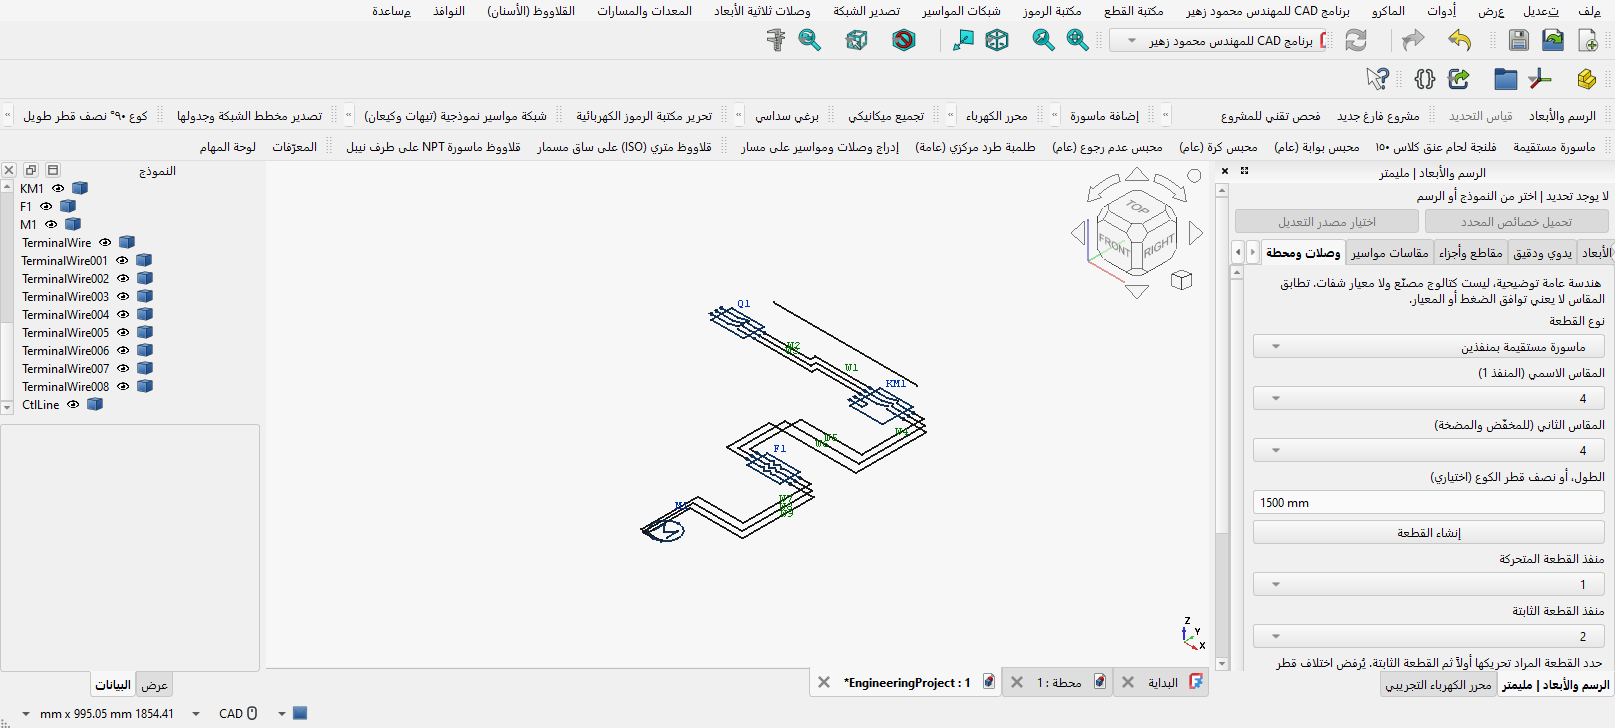 ملف تعديل عرض أدوات الماكرو برنامج CAD للمهندس محمود زهير مكتبة القطع مكتبة الرموز شبكات المواسير تصدير الشبكة وصلات ثلاثية الأبعاد المعدات والمسارات القلاووظ (الأسنان) النوافذ مساعدة
برنامج CAD للمهندس محمود زهير
الرسم والأبعاد قياس التحديد مشروع فارغ جديد فحص تقني للمشروع إضافة ماسورة محرر الكهرباء تجميع ميكانيكي برغي سداسي تحرير مكتبة الرموز الكهربائية شبكة مواسير نموذجية (تيهات وكيعان) تصدير مخطط الشبكة وجدولها كوع ٩٠° نصف قطر طويل
ماسورة مستقيمة فلنجة لحام عنق كلاس ١٥٠ محبس بوابة (عام) محبس كرة (عام) محبس عدم رجوع (عام) طلمبة طرد مركزي (عامة) إدراج وصلات ومواسير على مسار قلاووظ متري (ISO) على ساق مسمار قلاووظ ماسورة NPT على طرف نيبل المعرّفات لوحة المهام
الرسم والأبعاد | مليمتر
لا يوجد تحديد | اختر من النموذج أو الرسم
تحميل خصائص المحدد اختيار مصدر التعديل
الأبعاد يدوي ودقيق مقاطع وأجزاء مقاسات مواسير وصلات ومحطة
هندسة عامة توضيحية، ليست كتالوج مصنّع ولا معيار شفات. تطابق
المقاس لا يعني توافق الضغط أو المعيار.
نوع القطعة
ماسورة مستقيمة بمنفذين
المقاس الاسمي (المنفذ 1)
4
المقاس الثاني (للمخفّض والمضخة)
4
الطول، أو نصف قطر الكوع (اختياري)
1500 mm
إنشاء القطعة
منفذ القطعة المتحركة
1
منفذ القطعة الثابتة
2
حدد القطعة المراد تحريكها أولاً ثم القطعة الثابتة. يُرفض اختلاف قطر
الرسم والأبعاد | مليمتر محرر الكهرباء التجريبي
النموذج
KM1
F1
M1
TerminalWire
TerminalWire001
TerminalWire002
TerminalWire003
TerminalWire004
TerminalWire005
TerminalWire006
TerminalWire007
TerminalWire008
CtlLine
TOP
FRONT
RIGHT
Q1
W2
W1
KM1
W4
W5
W6
F1
W7
W9
Z
Y
X
البداية
محطة : 1
EngineeringProject : 1*
عرض البيانات
mm x 995.05 mm 1854.41
CAD